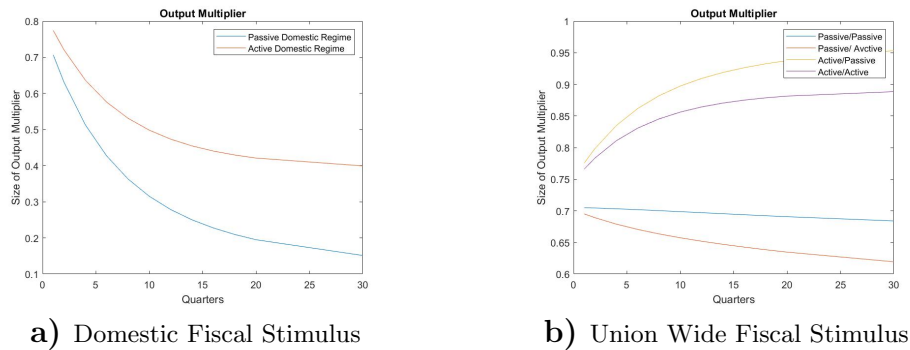 Output Multiplier
0.8
0.7
0.6
0.5
0.4
0.3
0.2
0.1
Size of Output Multiplier
0
5
10
15
20
25
30
Quarters
Passive Domestic Regime
Active Domestic Regime
a) Domestic Fiscal Stimulus
Output Multiplier
1
0.95
0.9
0.85
0.8
0.75
0.7
0.65
0.6
Size of Output Multiplier
0
5
10
15
20
25
30
Quarters
Passive/Passive
Passive/ Avctive
Active/Passive
Active/Active
b) Union Wide Fiscal Stimulus